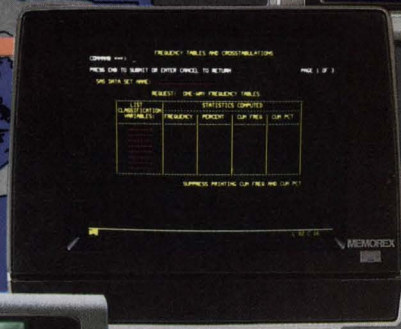 FREQUENCY TABLES AND CROSSTABULATIONS
COMMAND ===> _
PRESS END TO SUBMIT OR ENTER CANCEL TO RETURN PAGE 1 OF 3
SAS DATA SET NAME:
REQUEST: ONE-WAY FREQUENCY TABLES
LIST STATISTICS COMPUTED
CLASSIFICATION
VARIABLES: FREQUENCY PERCENT CUM FREQ CUM PCT
SUPPRESS PRINTING CUM FREQ AND CUM PCT
MEMOREX